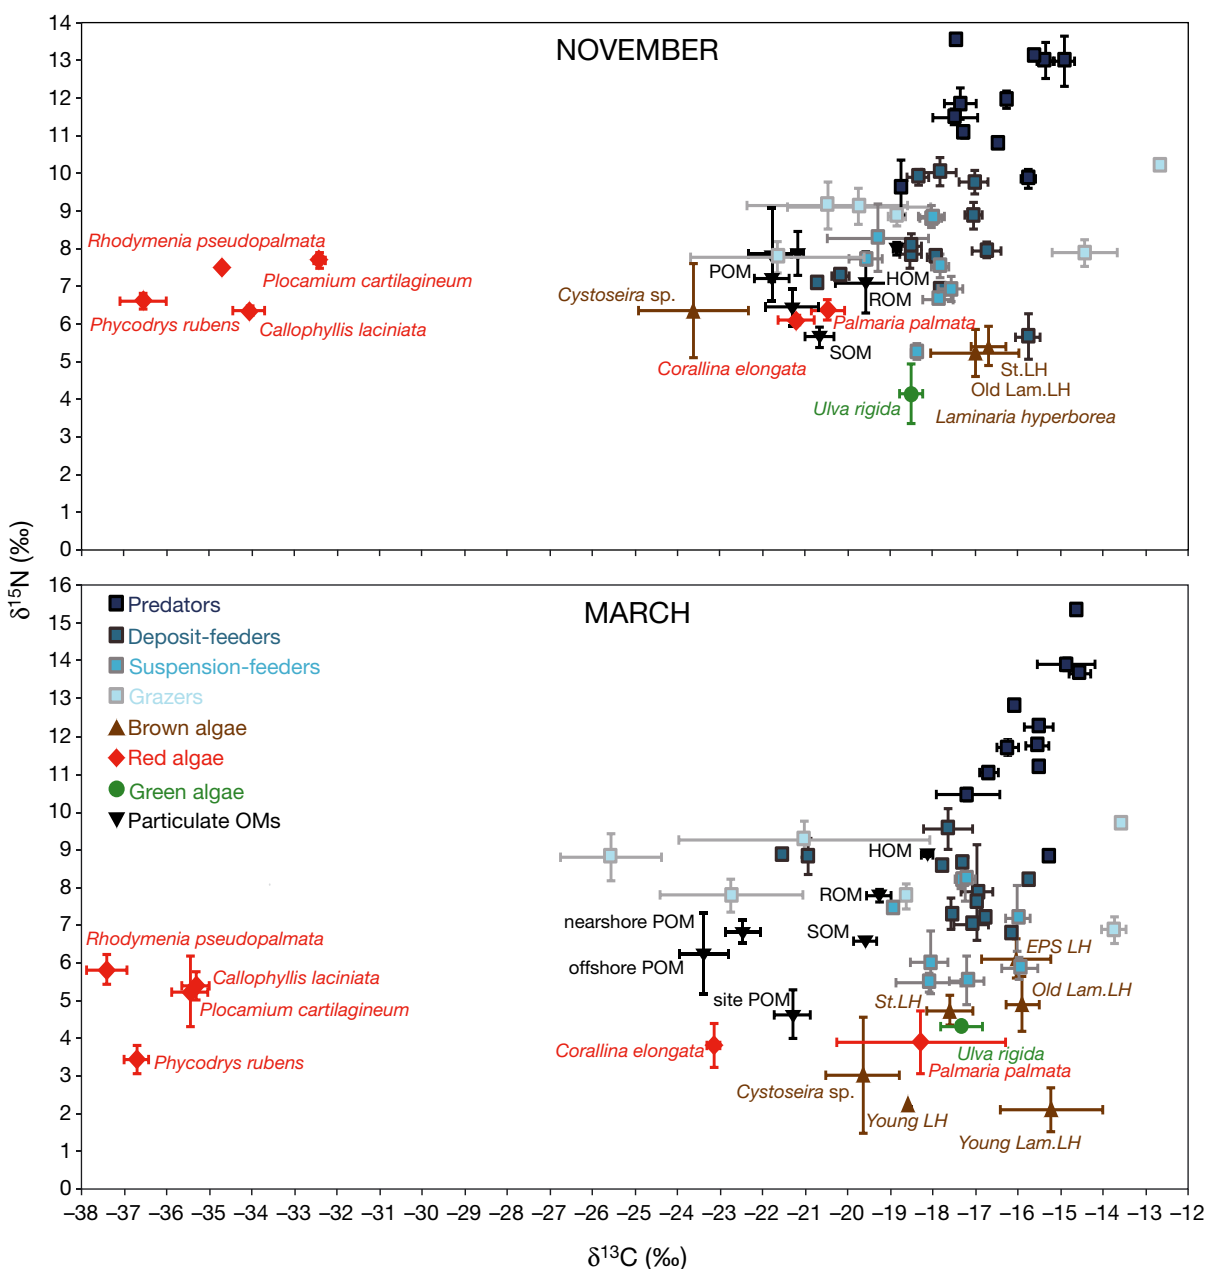 14
NOVEMBER
13
12
11
10
9
8
7
6
5
4
3
2
1
0
Rhodymenia pseudopalmata
Plocamium cartilagineum
Phycodrys rubens
Callophyllis laciniata
POM
Cystoseira sp.
HOM
ROM
Palmaria palmata
SOM
Corallina elongata
St.LH
Old Lam.LH
Ulva rigida
Laminaria hyperborea
δ15N (‰)
16
MARCH
15
14
13
12
11
10
9
8
7
6
5
4
3
2
1
0
Predators
Deposit-feeders
Suspension-feeders
Grazers
Brown algae
Red algae
Green algae
Particulate OMs
HOM
ROM
nearshore POM
SOM
Rhodymenia pseudopalmata
EPS LH
offshore POM
Callophyllis laciniata
Old Lam.LH
site POM
St.LH
Plocamium cartilagineum
Corallina elongata
Ulva rigida
Phycodrys rubens
Palmaria palmata
Cystoseira sp.
Young LH
Young Lam.LH
–38 –37 –36 –35 –34 –33 –32 –31 –30 –29 –28 –27 –26 –25 –24 –23 –22 –21 –20 –19 –18 –17 –16 –15 –14 –13 –12
δ13C (‰)